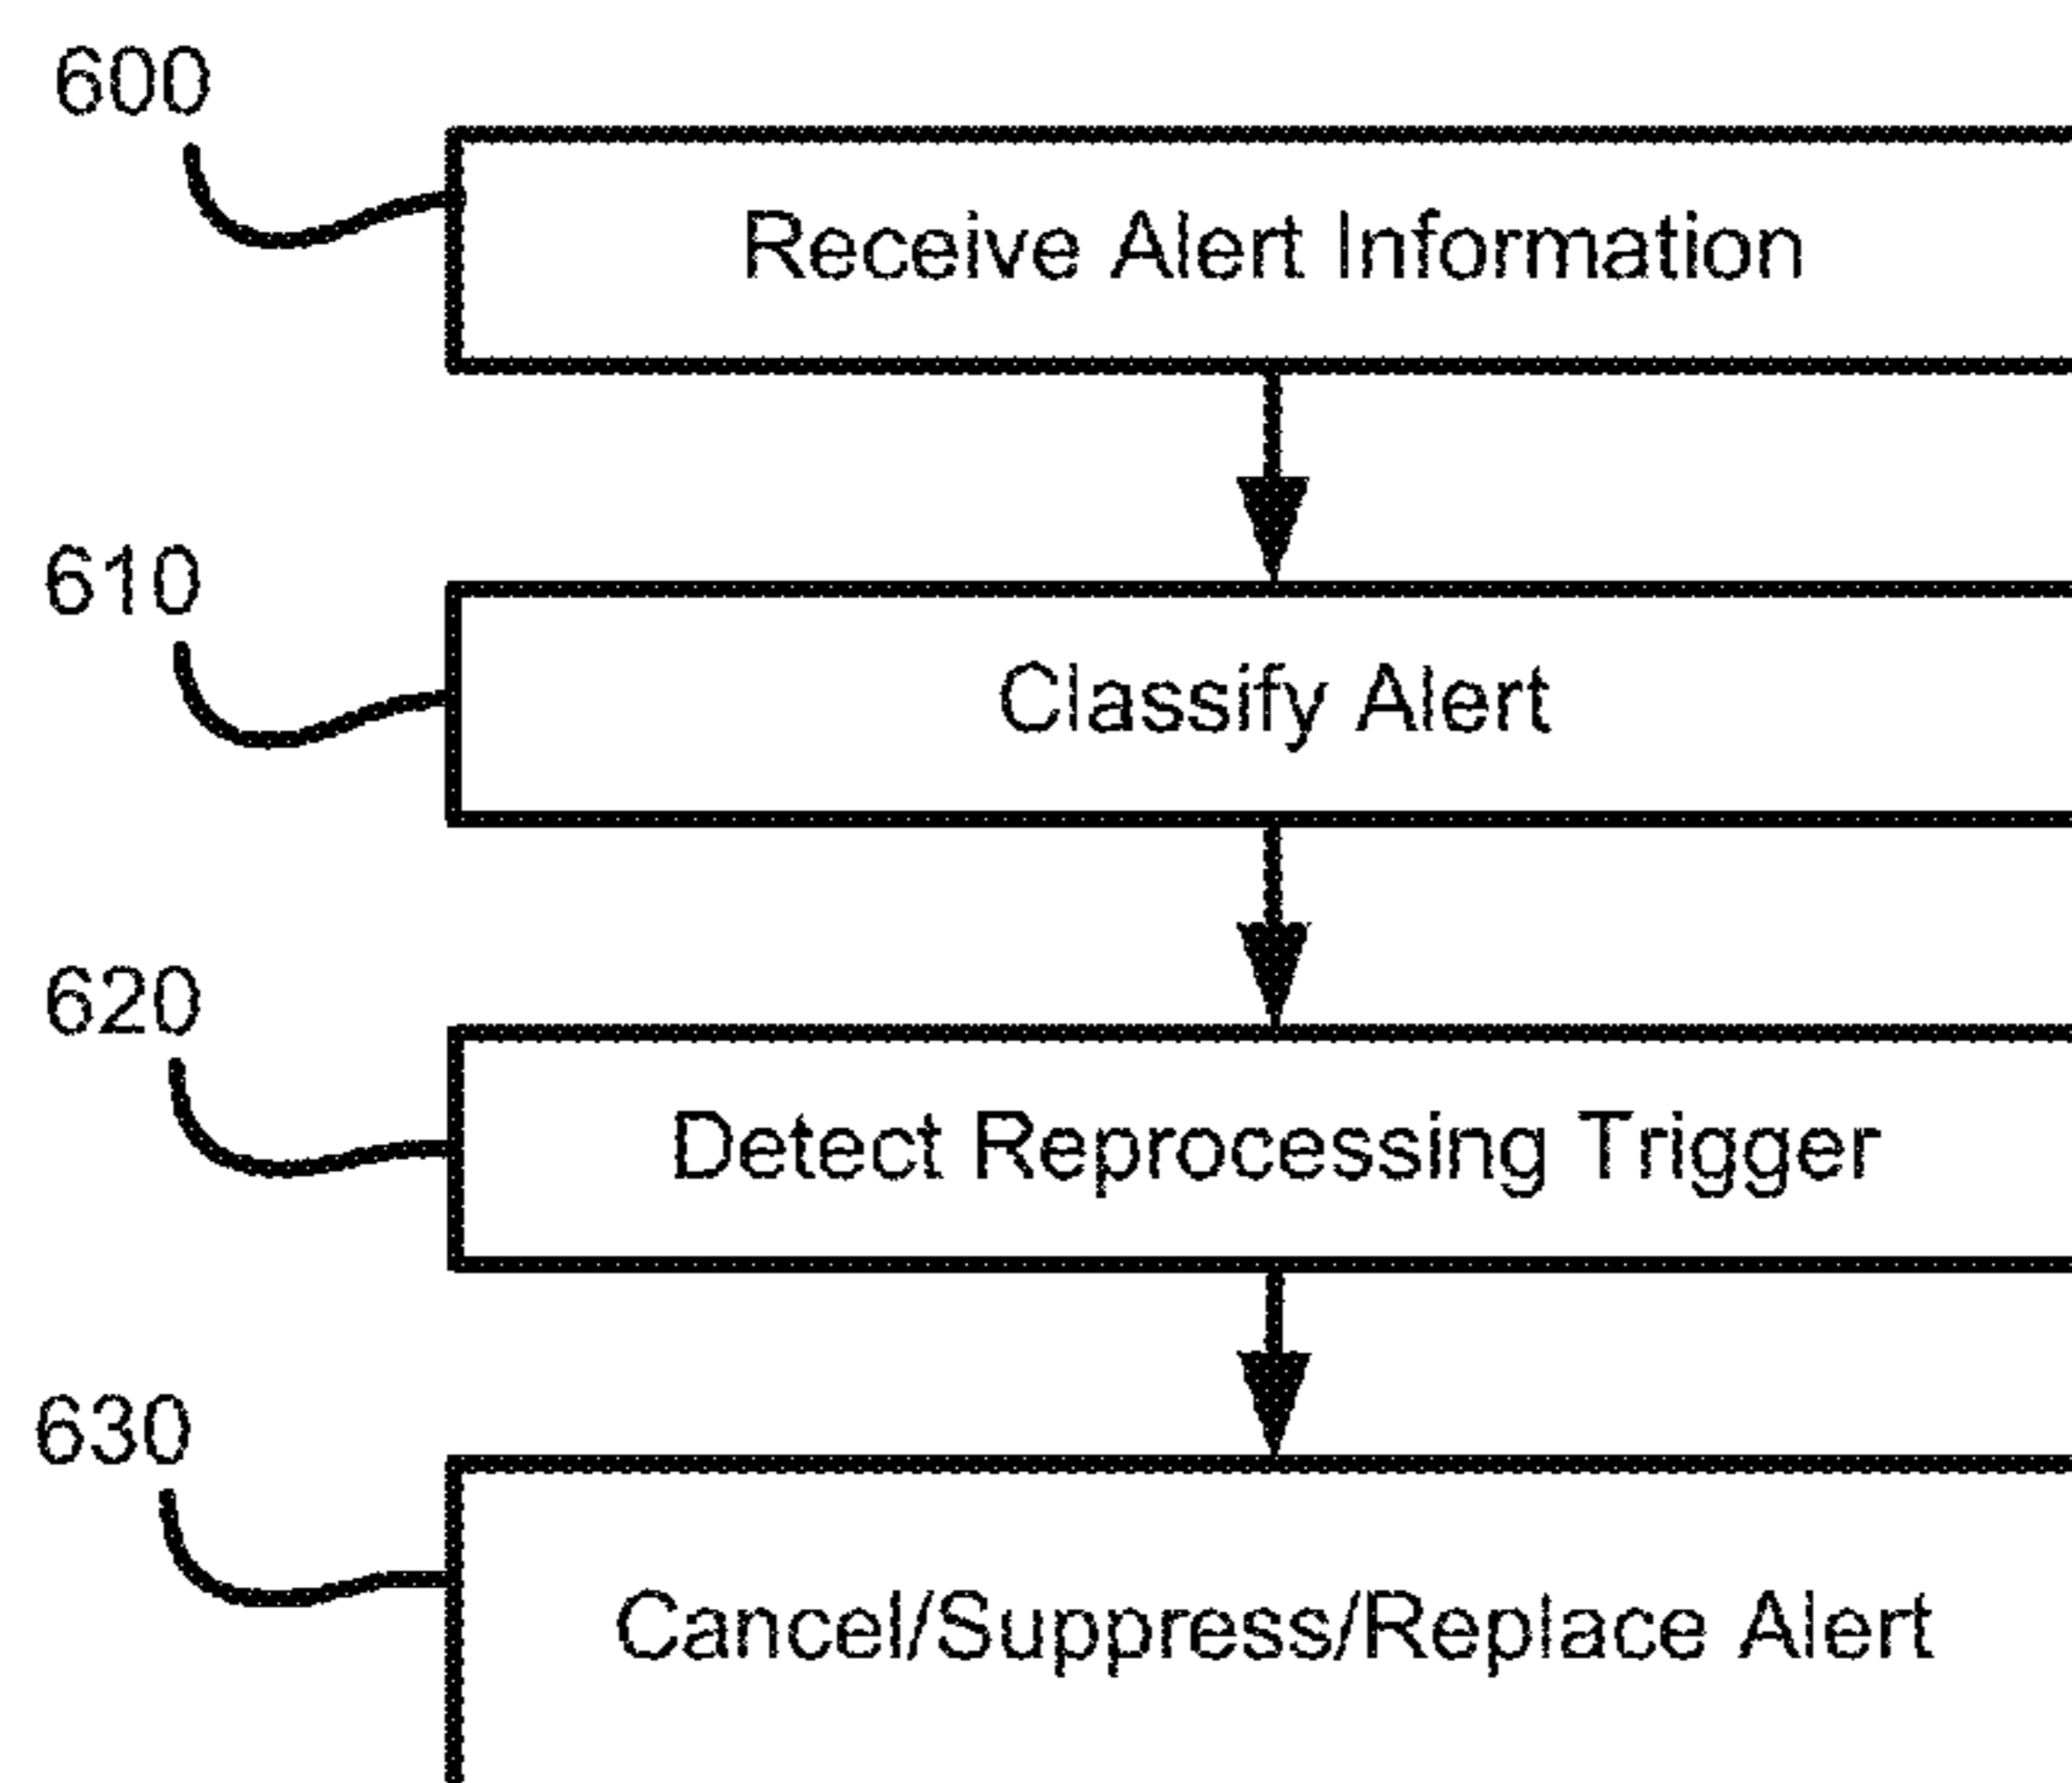 600
Receive Alert Information
610
Classify Alert
620
Detect Reprocessing Trigger
630
Cancel/Suppress/Replace Alert